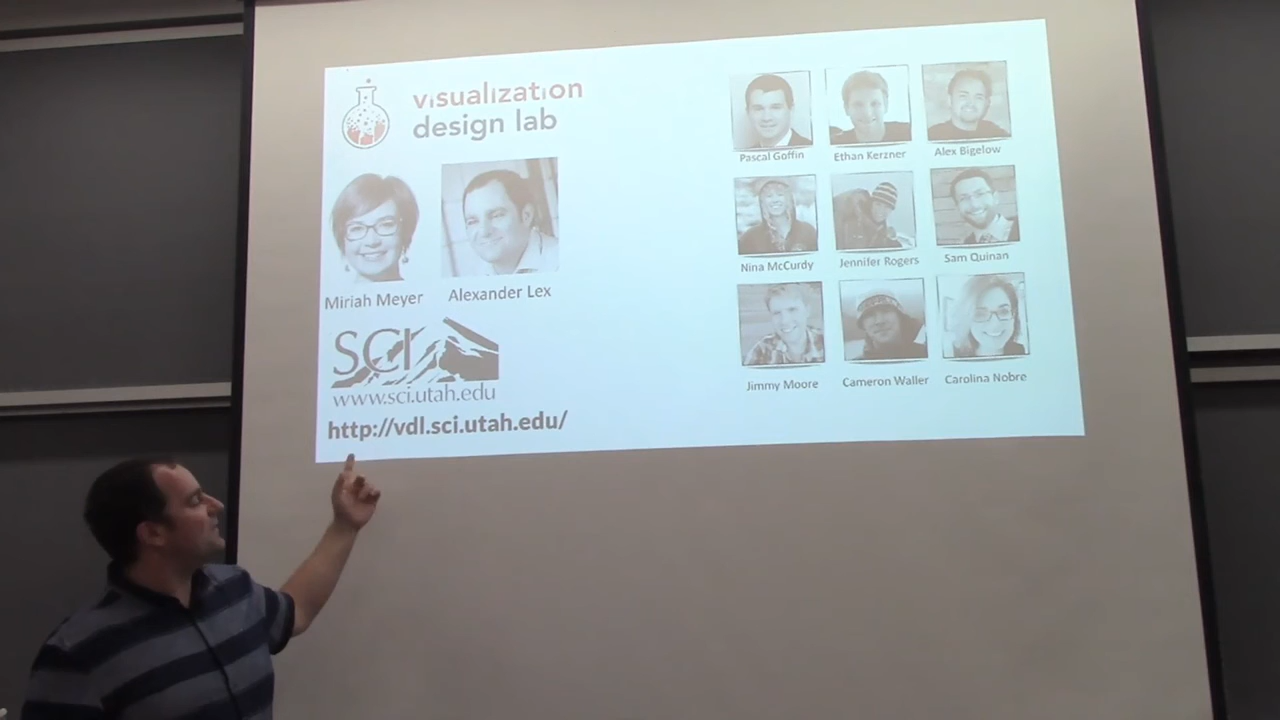 visualization
design lab
Miriah Meyer
Alexander Lex
SCI
www.sci.utah.edu
http://vdl.sci.utah.edu/
Pascal Goffin
Ethan Kerzner
Alex Bigelow
Nina McCurdy
Jennifer Rogers
Sam Quinan
Jimmy Moore
Cameron Waller
Carolina Nobre